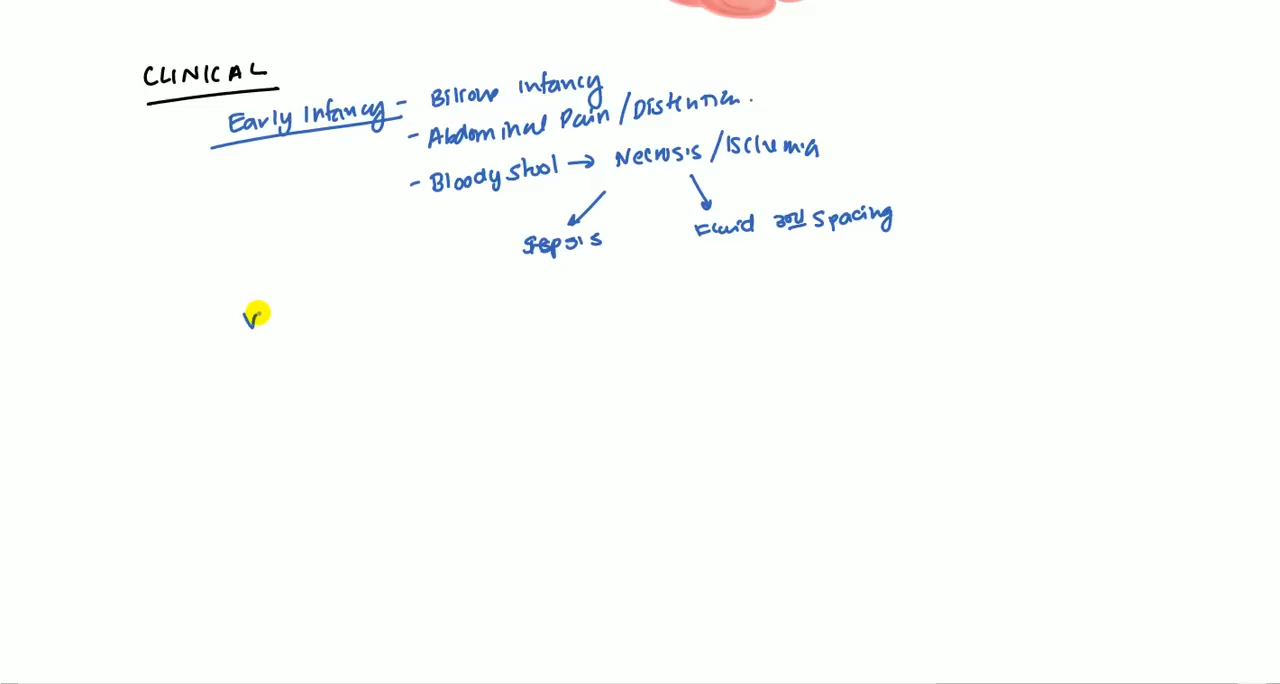 CLINICAL
Early Infancy - Bilious Infancy
- Abdominal Pain / Distention.
- Bloody Stool → Necrosis / Ischemia
Sepsis
Fluid 3rd Spacing
V